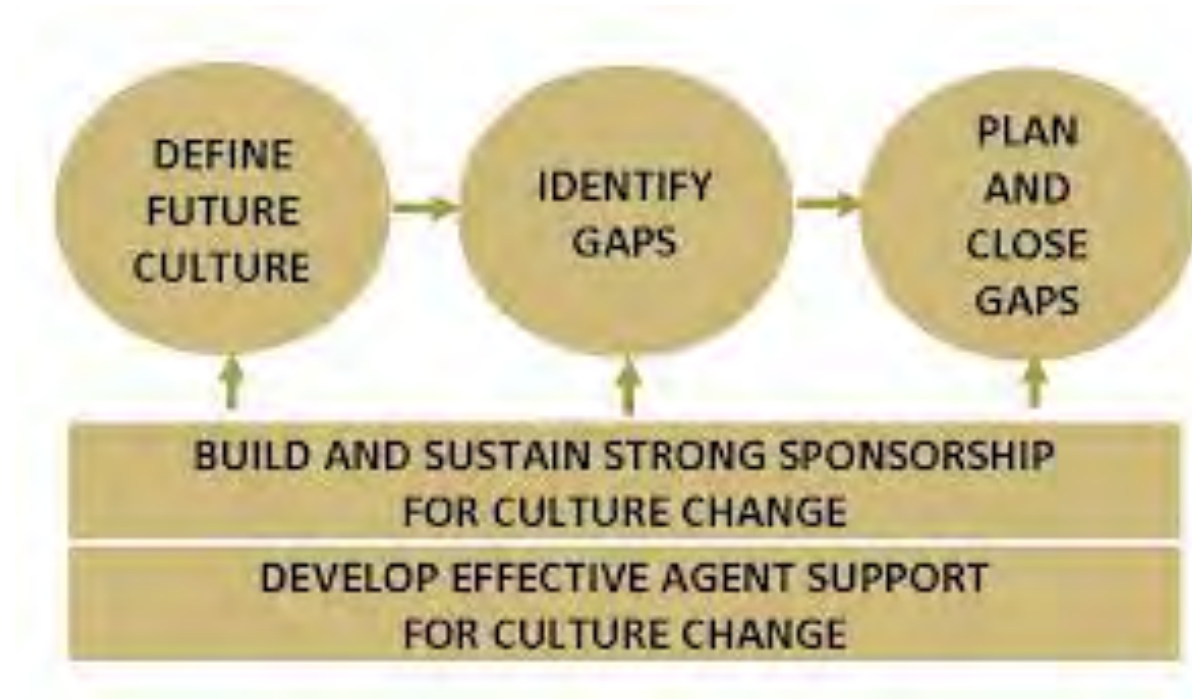 DEFINE
FUTURE
CULTURE
IDENTIFY
GAPS
PLAN
AND
CLOSE
GAPS
BUILD AND SUSTAIN STRONG SPONSORSHIP
FOR CULTURE CHANGE
DEVELOP EFFECTIVE AGENT SUPPORT
FOR CULTURE CHANGE